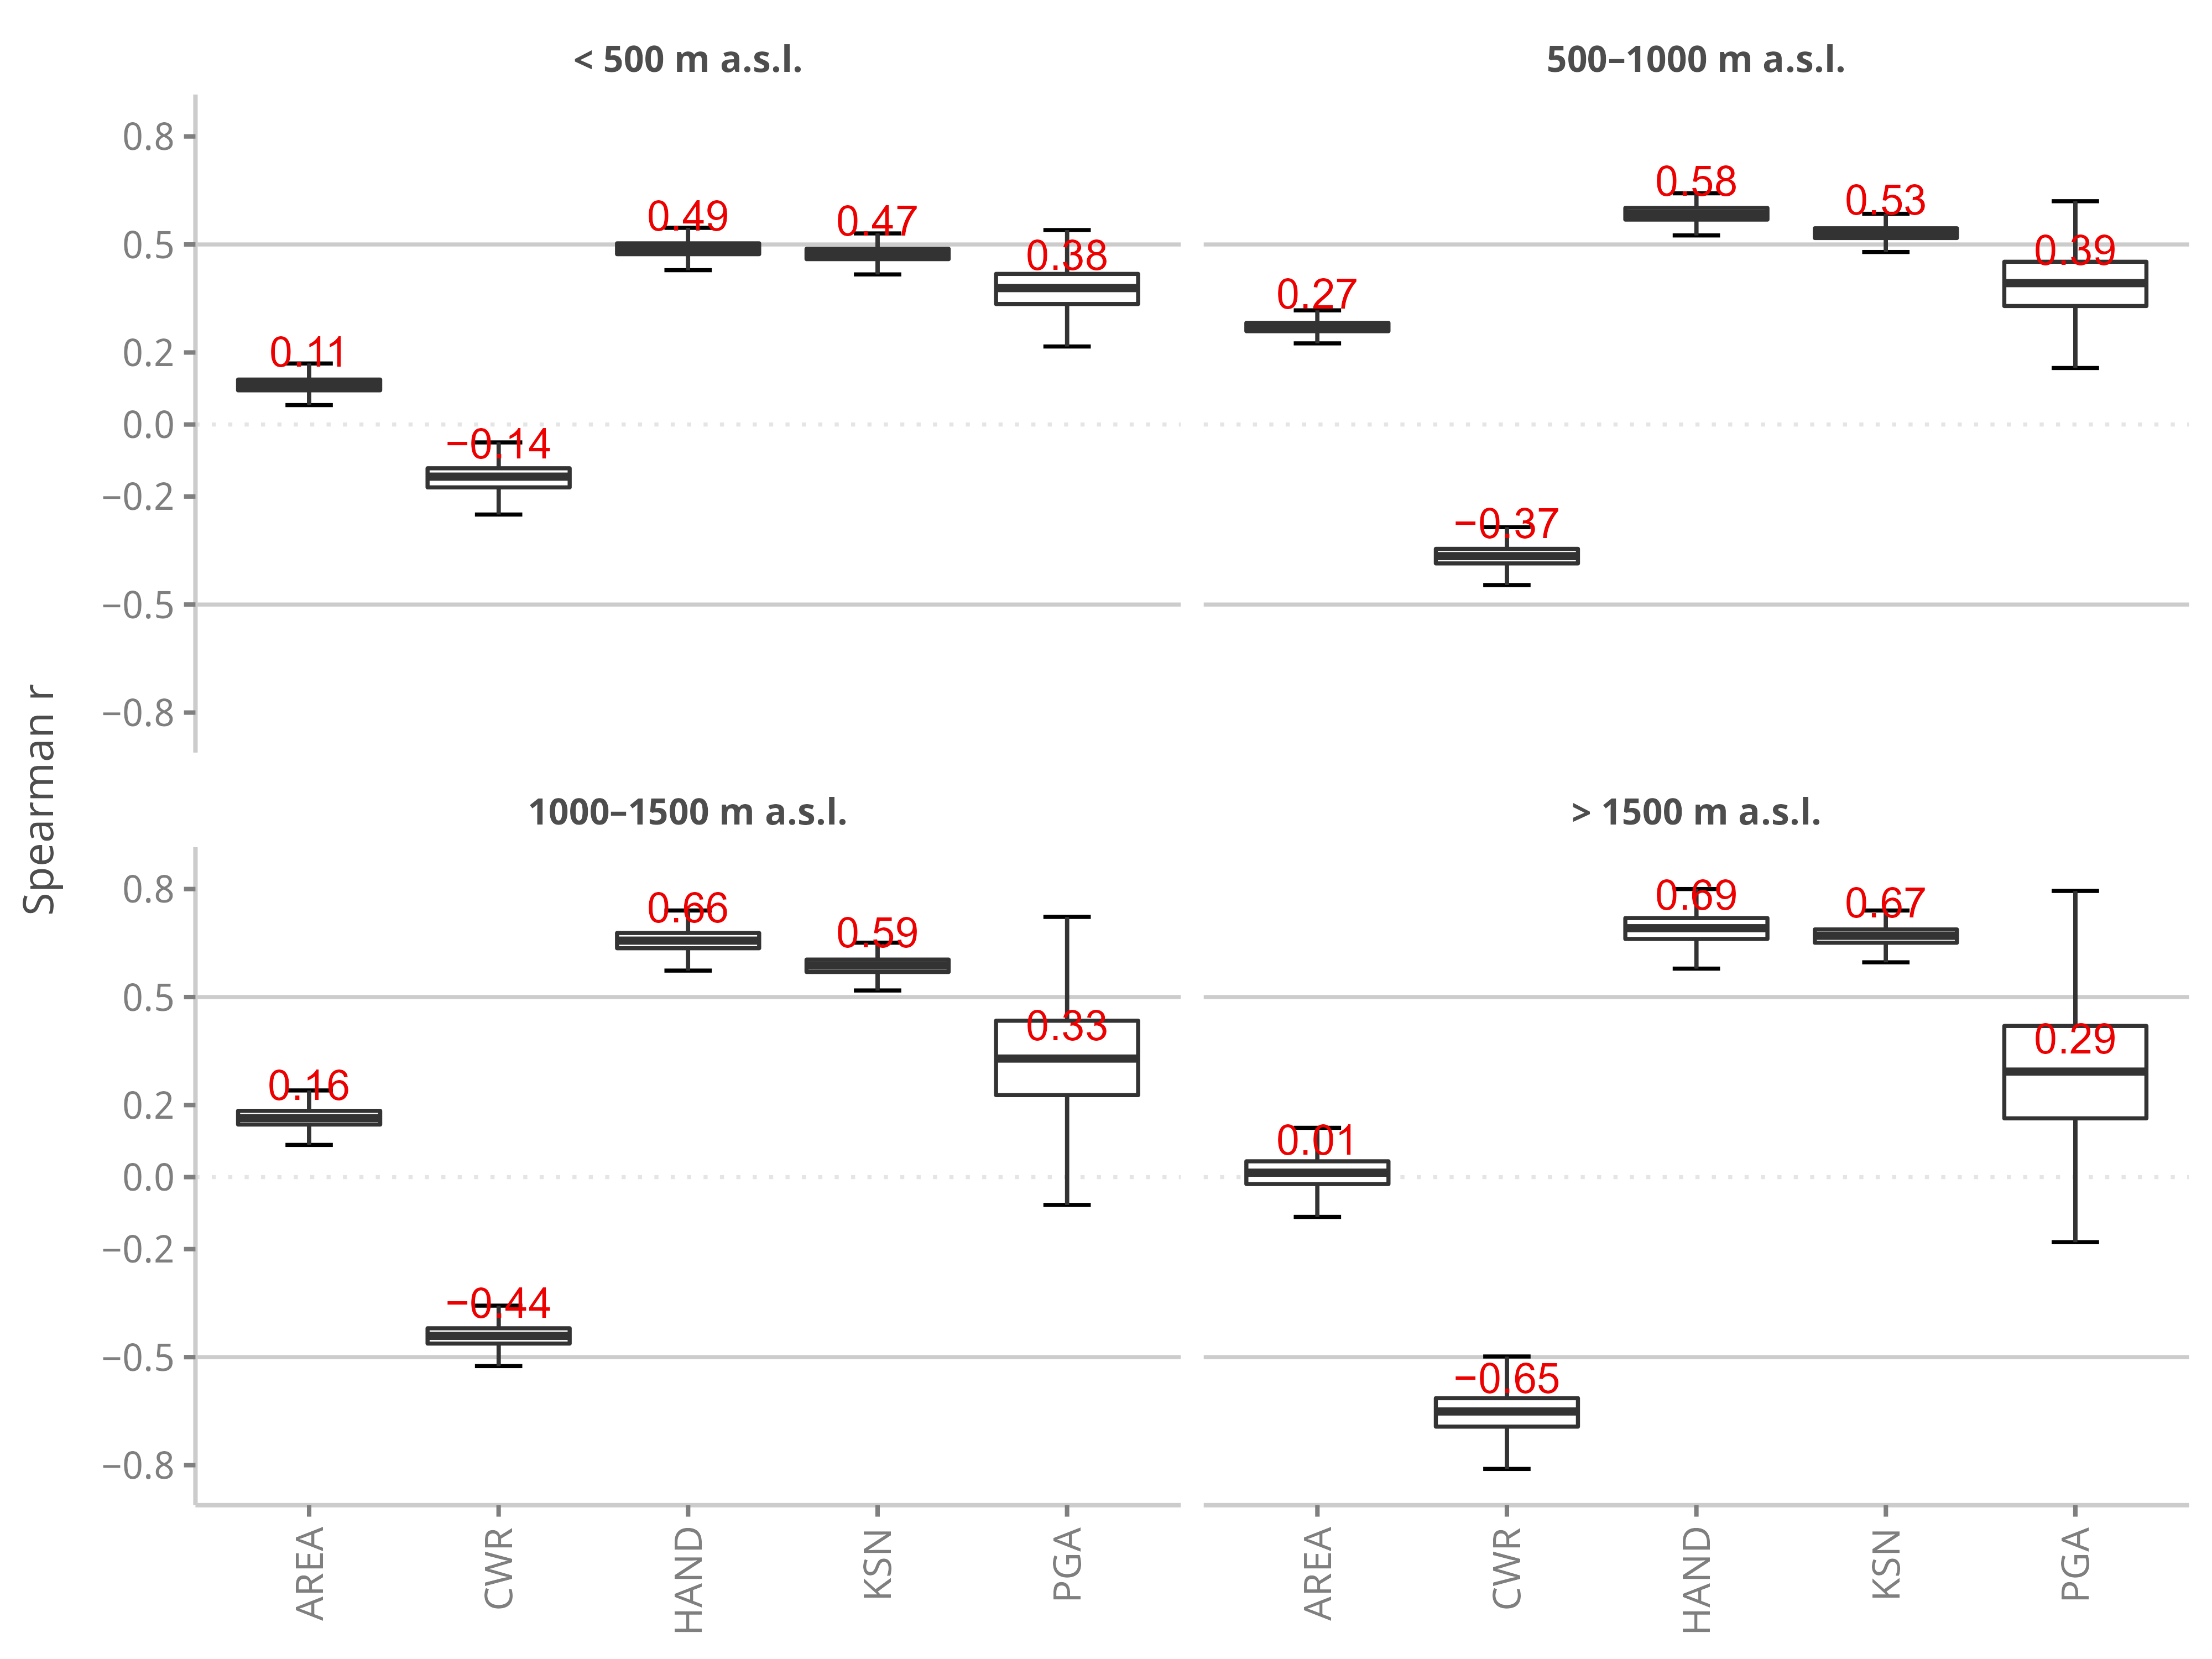 < 500 m a.s.l.
500–1000 m a.s.l.
Spearman r
0.8
0.5
0.2
0.0
−0.2
−0.5
−0.8
0.11
−0.14
0.49
0.47
0.38
0.27
−0.37
0.58
0.53
0.39
1000–1500 m a.s.l.
> 1500 m a.s.l.
0.8
0.5
0.2
0.0
−0.2
−0.5
−0.8
0.16
−0.44
0.66
0.59
0.33
0.01
−0.65
0.69
0.67
0.29
AREA
CWR
HAND
KSN
PGA
AREA
CWR
HAND
KSN
PGA